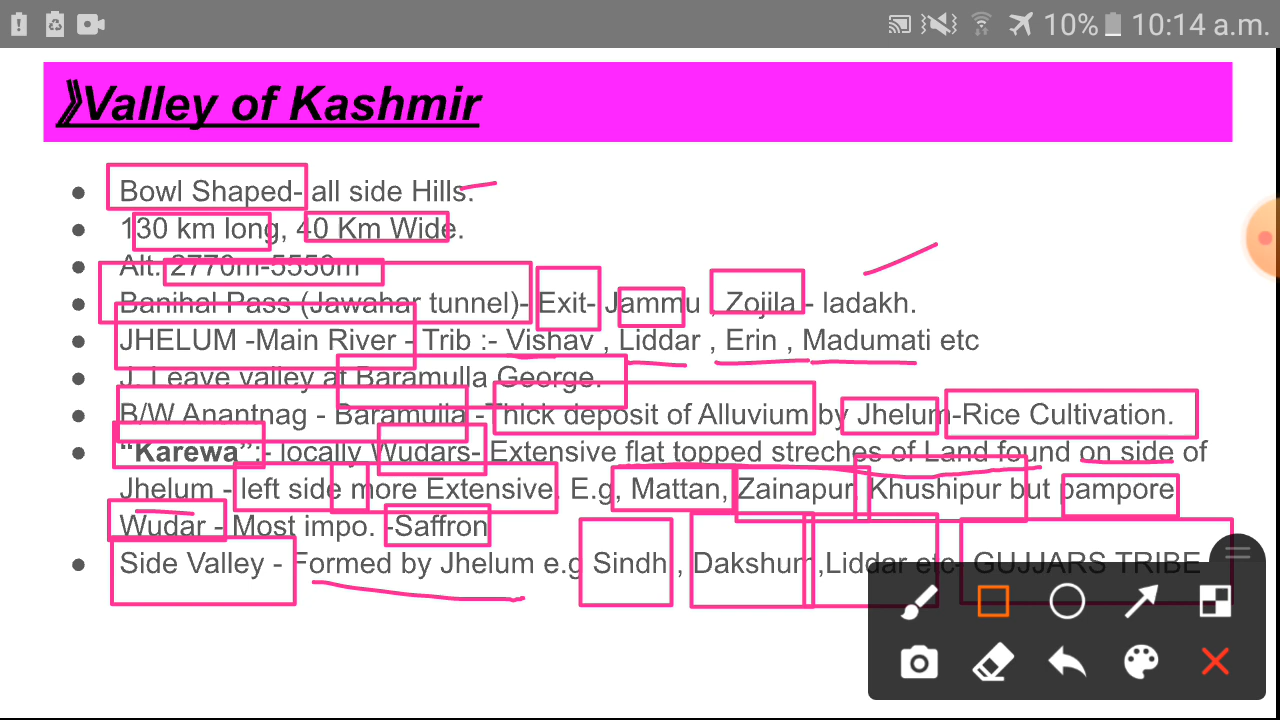 10% 10:14 a.m.
》Valley of Kashmir
● Bowl Shaped- all side Hills.
● 130 km long, 40 Km Wide.
● Alt. 2770m-5550m
● Banihal Pass (Jawahar tunnel)- Exit- Jammu , Zojila - ladakh.
● JHELUM -Main River - Trib :- Vishav , Liddar , Erin , Madumati etc
● J. Leave valley at Baramulla George.
● B/W Anantnag - Baramulla -Thick deposit of Alluvium by Jhelum-Rice Cultivation.
● “Karewa”:- locally Wudars- Extensive flat topped streches of Land found on side of
Jhelum - left side more Extensive. E.g, Mattan, Zainapur, Khushipur but pampore
Wudar - Most impo. -Saffron
● Side Valley - Formed by Jhelum e.g Sindh , Dakshum ,Liddar etc- GUJJARS TRIBE